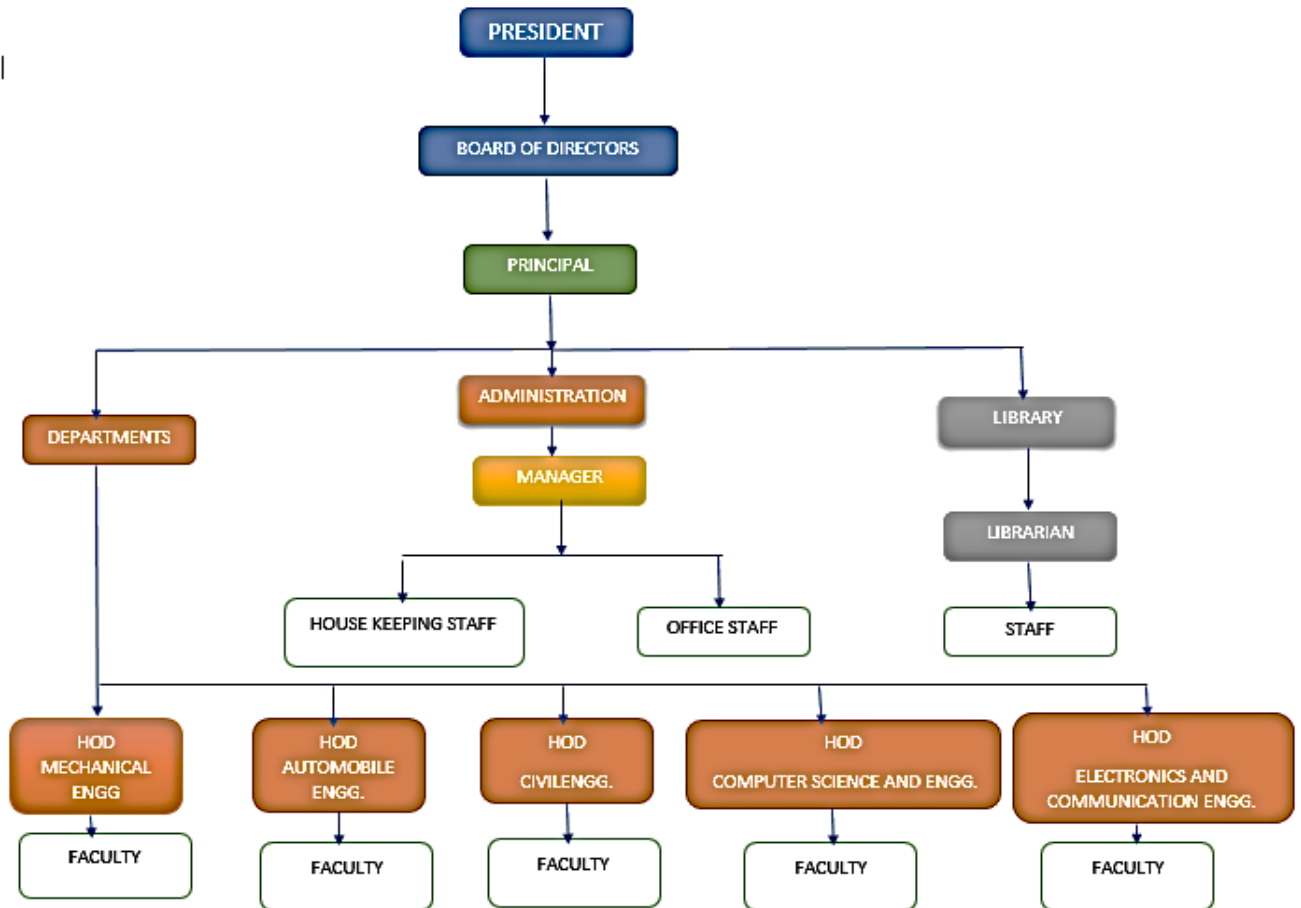 PRESIDENT
BOARD OF DIRECTORS
PRINCIPAL
ADMINISTRATION
DEPARTMENTS
LIBRARY
MANAGER
LIBRARIAN
HOUSE KEEPING STAFF
OFFICE STAFF
STAFF
HOD
MECHANICAL
ENGG
HOD
AUTOMOBILE
ENGG.
HOD
CIVILENGG.
HOD
COMPUTER SCIENCE AND ENGG.
HOD
ELECTRONICS AND
COMMUNICATION ENGG.
FACULTY
FACULTY
FACULTY
FACULTY
FACULTY